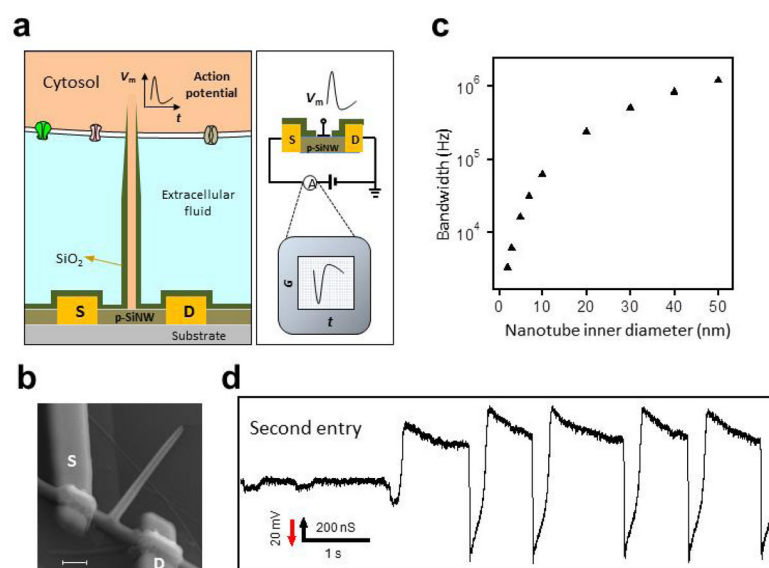 a
Cytosol
Vm
t
Action
potential
Extracellular
fluid
SiO2
S
D
p-SiNW
Substrate
Vm
S
D
p-SiNW
A
G
t
c
Bandwidth (Hz)
10^6
10^5
10^4
0
10
20
30
40
50
Nanotube inner diameter (nm)
b
S
D
d
Second entry
20 mV
200 nS
1 s